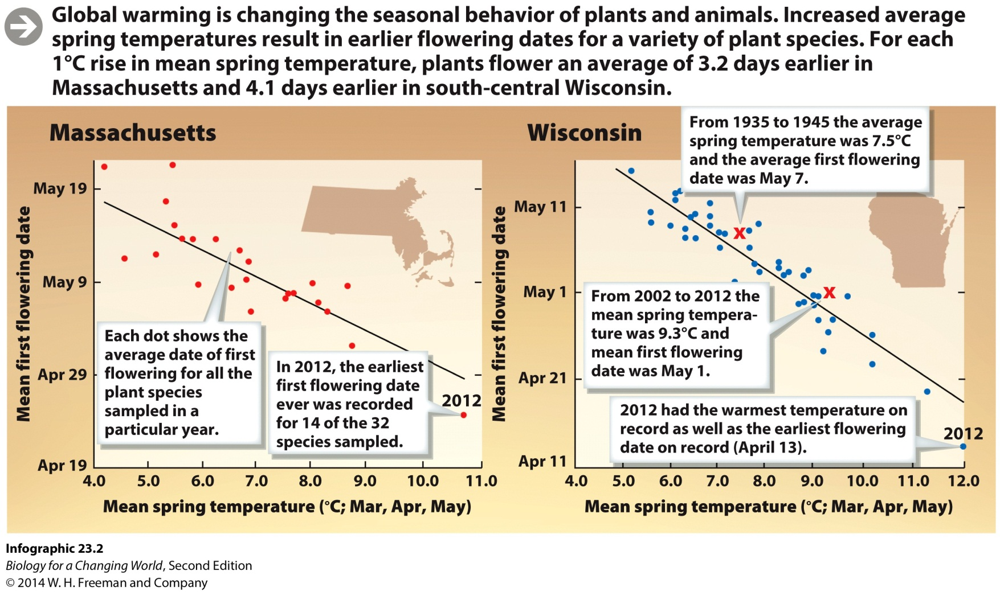 Global warming is changing the seasonal behavior of plants and animals. Increased average
spring temperatures result in earlier flowering dates for a variety of plant species. For each
1°C rise in mean spring temperature, plants flower an average of 3.2 days earlier in
Massachusetts and 4.1 days earlier in south-central Wisconsin.
Massachusetts
Mean first flowering date
May 19
May 9
Apr 29
Apr 19
Each dot shows the
average date of first
flowering for all the
plant species
sampled in a
particular year.
In 2012, the earliest
first flowering date
ever was recorded
for 14 of the 32
species sampled.
2012
4.0 5.0 6.0 7.0 8.0 9.0 10.0 11.0
Mean spring temperature (°C; Mar, Apr, May)
Wisconsin
From 1935 to 1945 the average
spring temperature was 7.5°C
and the average first flowering
date was May 7.
Mean first flowering date
May 11
May 1
Apr 21
Apr 11
X
X
From 2002 to 2012 the
mean spring tempera-
ture was 9.3°C and
mean first flowering
date was May 1.
2012 had the warmest temperature on
record as well as the earliest flowering
date on record (April 13).
2012
4.0 5.0 6.0 7.0 8.0 9.0 10.0 11.0 12.0
Mean spring temperature (°C; Mar, Apr, May)
Infographic 23.2
Biology for a Changing World, Second Edition
© 2014 W. H. Freeman and Company